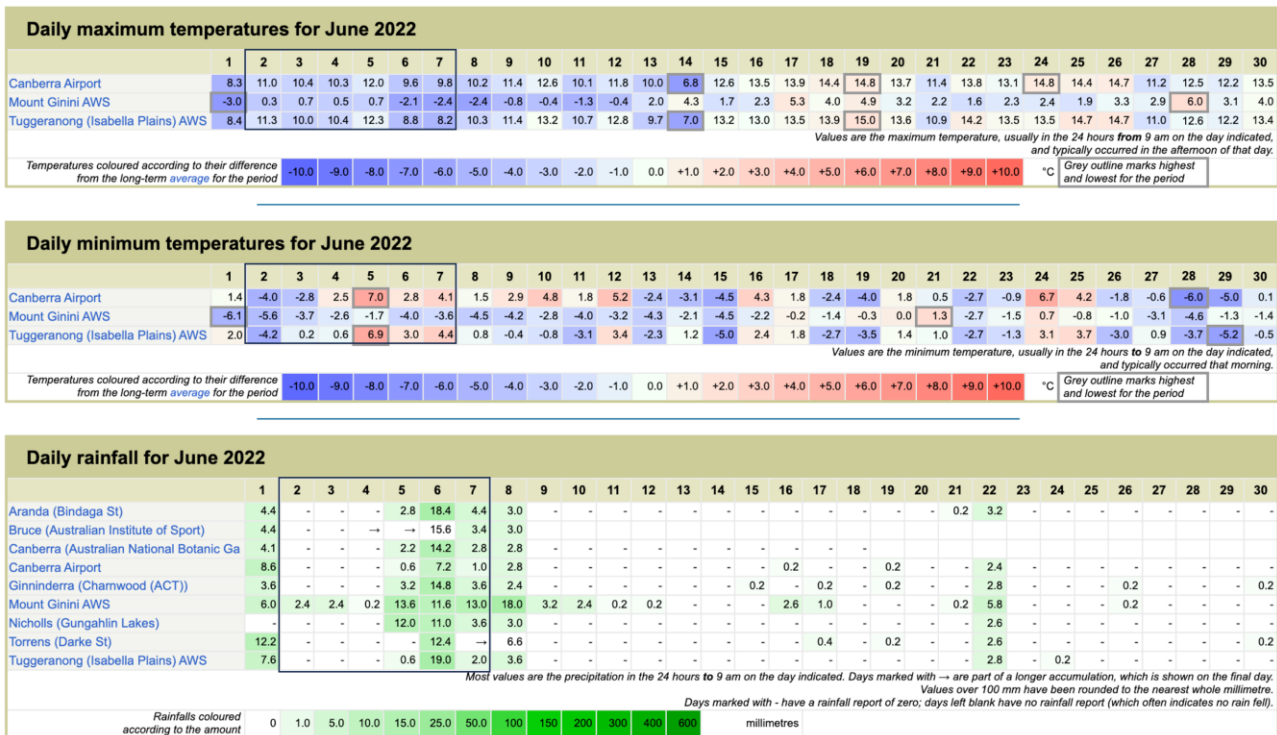 Daily maximum temperatures for June 2022
1 2 3 4 5 6 7 8 9 10 11 12 13 14 15 16 17 18 19 20 21 22 23 24 25 26 27 28 29 30
Canberra Airport 8.3 11.0 10.4 10.3 12.0 9.6 9.8 10.2 11.4 12.6 10.1 11.8 10.0 6.8 12.6 13.5 13.9 14.4 14.8 13.7 11.4 13.8 13.1 14.8 14.4 14.7 11.2 12.5 12.2 13.5
Mount Ginini AWS -3.0 0.3 0.7 0.5 0.7 -2.1 -2.4 -2.4 -0.8 -0.4 -1.3 -0.4 2.0 4.3 1.7 2.3 5.3 4.0 4.9 3.2 2.2 1.6 2.3 2.4 1.9 3.3 2.9 6.0 3.1 4.0
Tuggeranong (Isabella Plains) AWS 8.4 11.3 10.0 10.4 12.3 8.8 8.2 10.3 11.4 13.2 10.7 12.8 9.7 7.0 13.2 13.0 13.5 13.9 15.0 13.6 10.9 14.2 13.5 13.5 14.7 14.7 11.0 12.6 12.2 13.4
Values are the maximum temperature, usually in the 24 hours from 9 am on the day indicated,
and typically occurred in the afternoon of that day.
Temperatures coloured according to their difference
from the long-term average for the period
-10.0 -9.0 -8.0 -7.0 -6.0 -5.0 -4.0 -3.0 -2.0 -1.0 0.0 +1.0 +2.0 +3.0 +4.0 +5.0 +6.0 +7.0 +8.0 +9.0 +10.0 °C
Grey outline marks highest
and lowest for the period
Daily minimum temperatures for June 2022
1 2 3 4 5 6 7 8 9 10 11 12 13 14 15 16 17 18 19 20 21 22 23 24 25 26 27 28 29 30
Canberra Airport 1.4 -4.0 -2.8 2.5 7.0 2.8 4.1 1.5 2.9 4.8 1.8 5.2 -2.4 -3.1 -4.5 4.3 1.8 -2.4 -4.0 1.8 0.5 -2.7 -0.9 6.7 4.2 -1.8 -0.6 -6.0 -5.0 0.1
Mount Ginini AWS -6.1 -5.6 -3.7 -2.6 -1.7 -4.0 -3.6 -4.5 -4.2 -2.8 -4.0 -3.2 -4.3 -2.1 -4.5 -2.2 -0.2 -1.4 -0.3 0.0 1.3 -2.7 -1.5 0.7 -0.8 -1.0 -3.1 -4.6 -1.3 -1.4
Tuggeranong (Isabella Plains) AWS 2.0 -4.2 0.2 0.6 6.9 3.0 4.4 0.8 -0.4 -0.8 -3.1 3.4 -2.3 1.2 -5.0 2.4 1.8 -2.7 -3.5 1.4 1.0 -2.7 -1.3 3.1 3.7 -3.0 0.9 -3.7 -5.2 -0.5
Values are the minimum temperature, usually in the 24 hours to 9 am on the day indicated,
and typically occurred that morning.
Temperatures coloured according to their difference
from the long-term average for the period
-10.0 -9.0 -8.0 -7.0 -6.0 -5.0 -4.0 -3.0 -2.0 -1.0 0.0 +1.0 +2.0 +3.0 +4.0 +5.0 +6.0 +7.0 +8.0 +9.0 +10.0 °C
Grey outline marks highest
and lowest for the period
Daily rainfall for June 2022
1 2 3 4 5 6 7 8 9 10 11 12 13 14 15 16 17 18 19 20 21 22 23 24 25 26 27 28 29 30
Aranda (Bindaga St) 4.4 - - - 2.8 18.4 4.4 3.0 - - - - - - - - - - - - 0.2 3.2 - - - - - - - -
Bruce (Australian Institute of Sport) 4.4 - - → → 15.6 3.4 3.0 - - - - - - - - - - - - - - - - - - - - - -
Canberra (Australian National Botanic Ga 4.1 - - - 2.2 14.2 2.8 2.8 - - - - - - - - - - -
Canberra Airport 8.6 - - - 0.6 7.2 1.0 2.8 - - - - - - - 0.2 - - 0.2 - - 2.4 - - - - - - - -
Ginninderra (Charnwood (ACT)) 3.6 - - - 3.2 14.8 3.6 2.4 - - - - - - 0.2 - 0.2 - 0.2 - - 2.8 - - - 0.2 - - - 0.2
Mount Ginini AWS 6.0 2.4 2.4 0.2 13.6 11.6 13.0 18.0 3.2 2.4 0.2 0.2 - - - 2.6 1.0 - - - 0.2 5.8 - - - 0.2 - - - -
Nicholls (Gungahlin Lakes) - - - - 12.0 11.0 3.6 3.0 - - - - - - - - - - - - - 2.6 - - - - - - - -
Torrens (Darke St) 12.2 - - - - 12.4 → 6.6 - - - - - - - - 0.4 - 0.2 - - 2.6 - - - - - - - 0.2
Tuggeranong (Isabella Plains) AWS 7.6 - - - 0.6 19.0 2.0 3.6 - - - - - - - - - - - - - 2.8 - 0.2 - - - - - -
Most values are the precipitation in the 24 hours to 9 am on the day indicated. Days marked with → are part of a longer accumulation, which is shown on the final day.
Values over 100 mm have been rounded to the nearest whole millimetre.
Days marked with - have a rainfall report of zero; days left blank have no rainfall report (which often indicates no rain fell).
Rainfalls coloured
according to the amount
0 1.0 5.0 10.0 15.0 25.0 50.0 100 150 200 300 400 600 millimetres